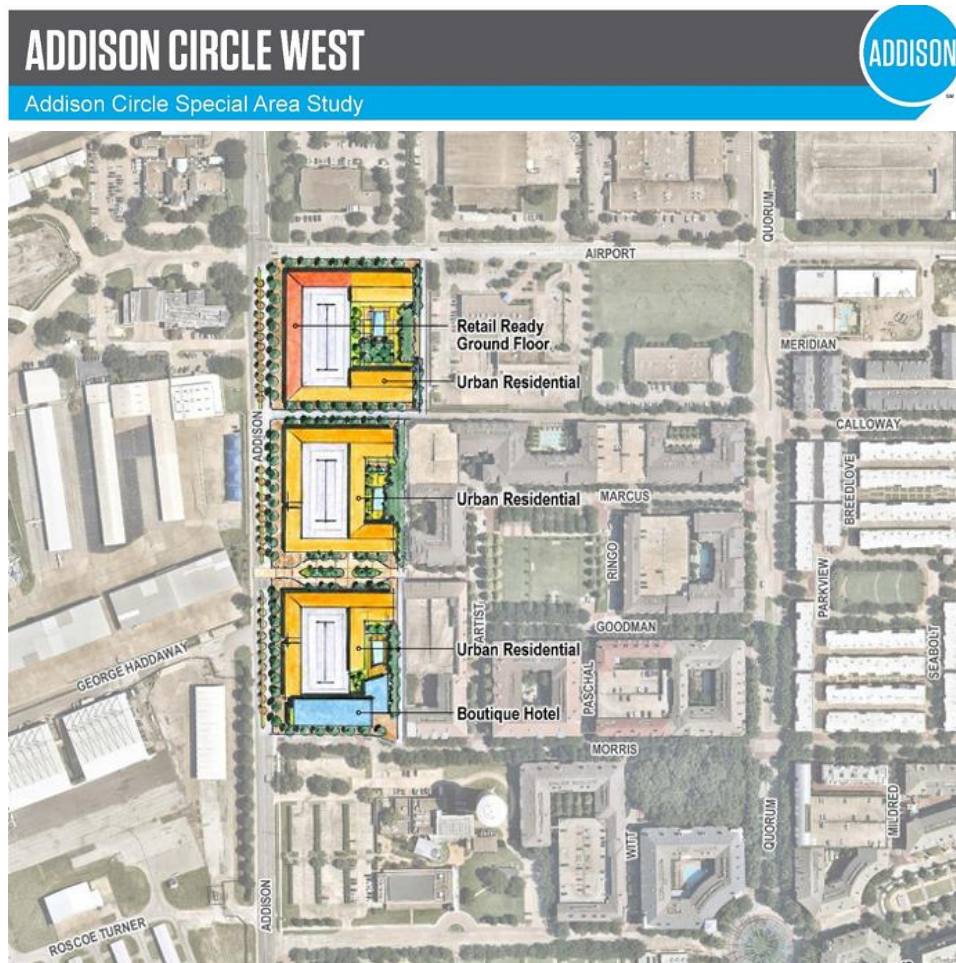 ADDISON CIRCLE WEST
ADDISON
Addison Circle Special Area Study
QUORUM
AIRPORT
Retail Ready
Ground Floor
MERIDIAN
Urban Residential
ADDISON
CALLOWAY
Urban Residential
MARCUS
BREEDLOVE
RINGO
PARKVIEW
ARTIST
GOODMAN
Urban Residential
GEORGE HADDAWAY
SEABOLT
PASCHAL
Boutique Hotel
MORRIS
MILDRED
QUORUM
WITT
ADDISON
ROSCOE TURNER